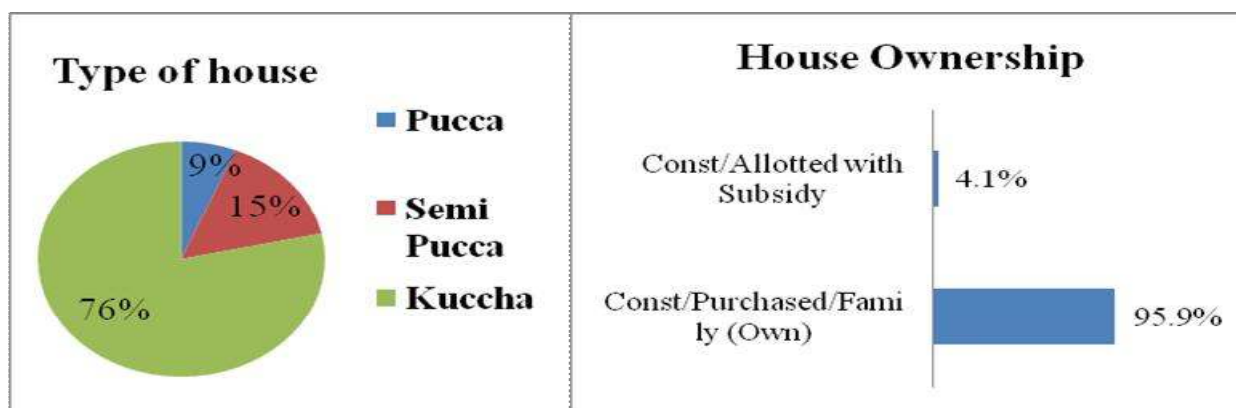 Type of house
9%
15%
76%
Pucca
Semi
Pucca
Kuccha
House Ownership
Const/Allotted with
Subsidy
4.1%
Const/Purchased/Fami
ly (Own)
95.9%